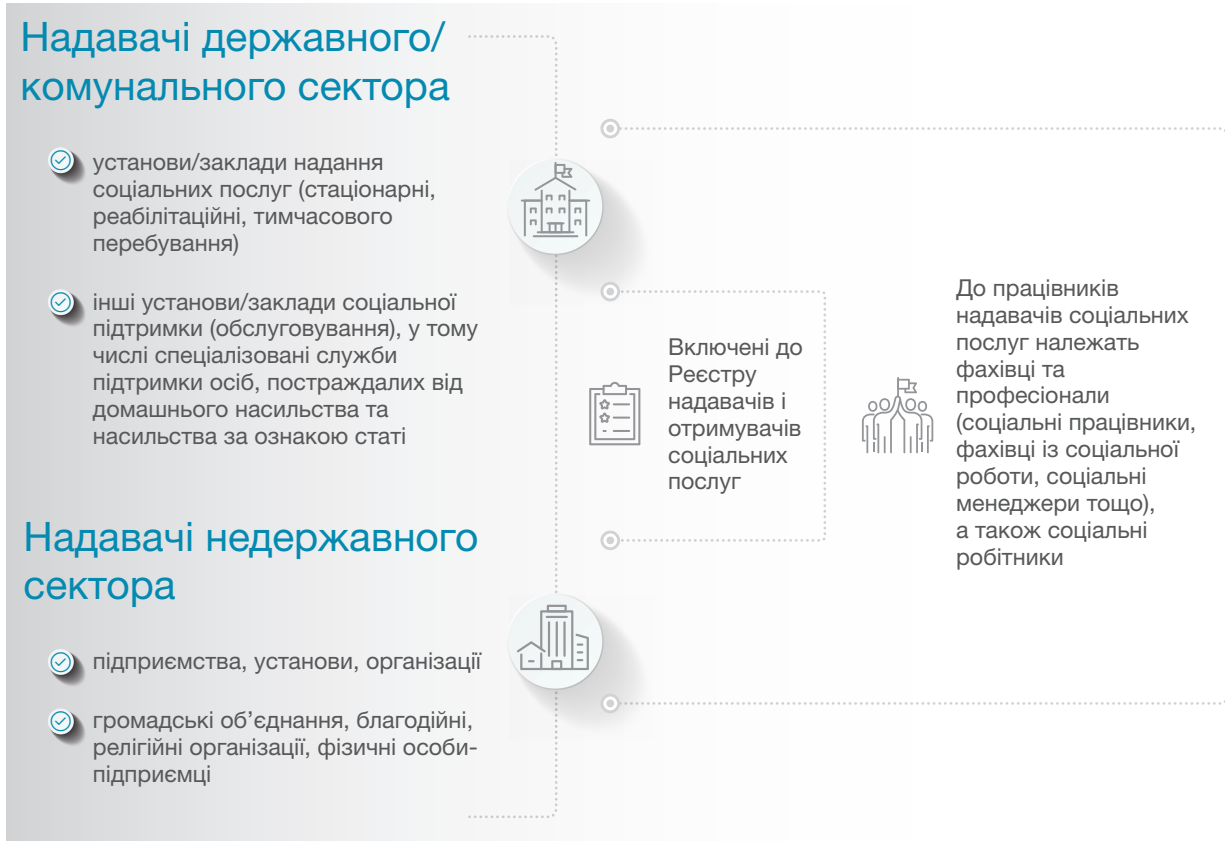 Надавачі державного/
комунального сектора
установи/заклади надання
соціальних послуг (стаціонарні,
реабілітаційні, тимчасового
перебування)
інші установи/заклади соціальної
підтримки (обслуговування), у тому
числі спеціалізовані служби
підтримки осіб, постраждалих від
домашнього насильства та
насильства за ознакою статі
Надавачі недержавного
сектора
підприємства, установи, організації
громадські об’єднання, благодійні,
релігійні організації, фізичні особи-
підприємці
Включені до
Реєстру
надавачів і
отримувачів
соціальних
послуг
До працівників
надавачів соціальних
послуг належать
фахівці та
професіонали
(соціальні працівники,
фахівці із соціальної
роботи, соціальні
менеджери тощо),
а також соціальні
робітники